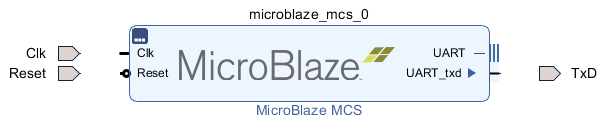 microblaze_mcs_0
Clk
Clk
UART
Reset
Reset
MicroBlaze
UART_txd
TxD
MicroBlaze MCS